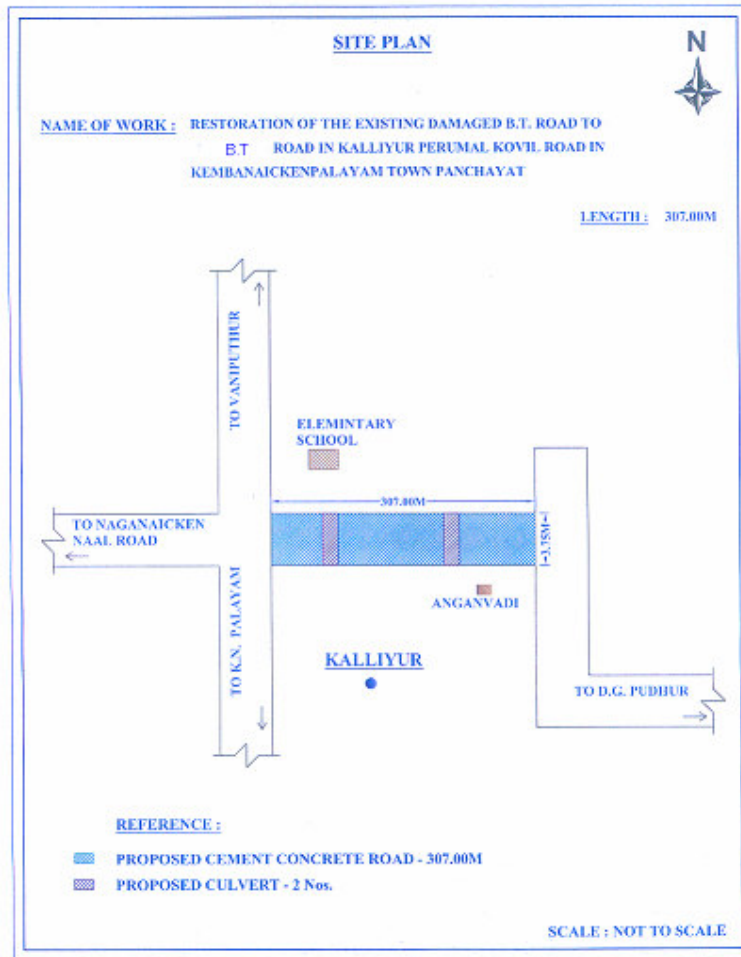 SITE PLAN
N
NAME OF WORK : RESTORATION OF THE EXISTING DAMAGED B.T. ROAD TO
B.T ROAD IN KALLIYUR PERUMAL KOVIL ROAD IN
KEMBANAICKENPALAYAM TOWN PANCHAYAT
LENGTH : 307.00M
TO VANIPUTHUR
ELEMINTARY
SCHOOL
307.00M
TO NAGANAICKEN
NAAL ROAD
3.75M
ANGANVADI
TO K.N. PALAYAM
KALLIYUR
TO D.G. PUDHUR
REFERENCE :
PROPOSED CEMENT CONCRETE ROAD - 307.00M
PROPOSED CULVERT - 2 Nos.
SCALE : NOT TO SCALE